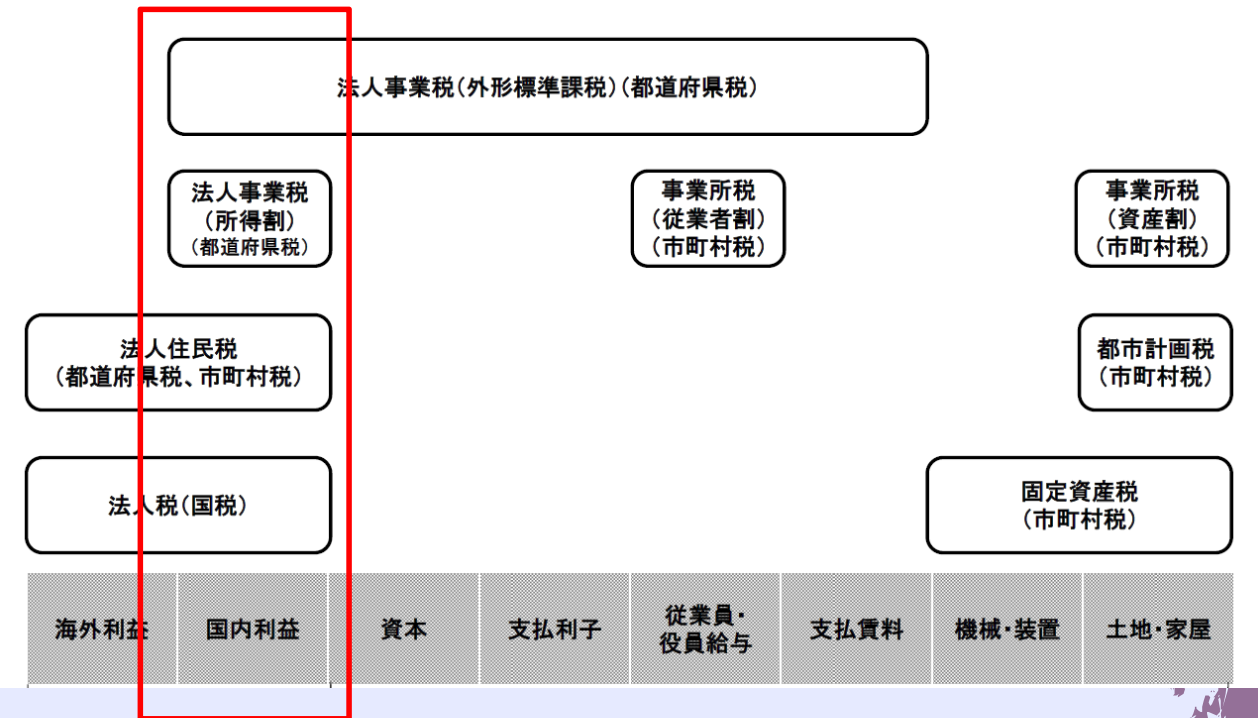 法人事業税(外形標準課税)(都道府県税)
法人事業税
(所得割)
(都道府県税)
事業所税
(従業者割)
(市町村税)
事業所税
(資産割)
(市町村税)
法人住民税
(都道府県税、市町村税)
都市計画税
(市町村税)
法人税(国税)
固定資産税
(市町村税)
海外利益
国内利益
資本
支払利子
従業員・
役員給与
支払賃料
機械・装置
土地・家屋